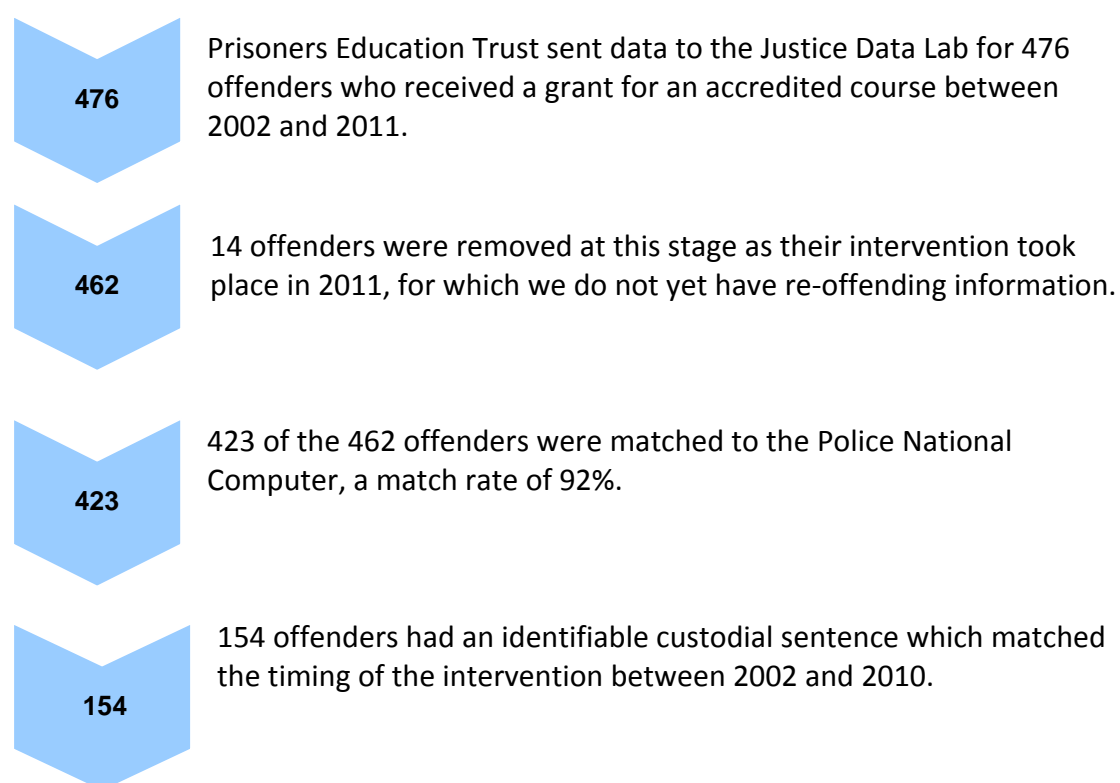 476
Prisoners Education Trust sent data to the Justice Data Lab for 476
offenders who received a grant for an accredited course between
2002 and 2011.
462
14 offenders were removed at this stage as their intervention took
place in 2011, for which we do not yet have re-offending information.
423
423 of the 462 offenders were matched to the Police National
Computer, a match rate of 92%.
154
154 offenders had an identifiable custodial sentence which matched
the timing of the intervention between 2002 and 2010.